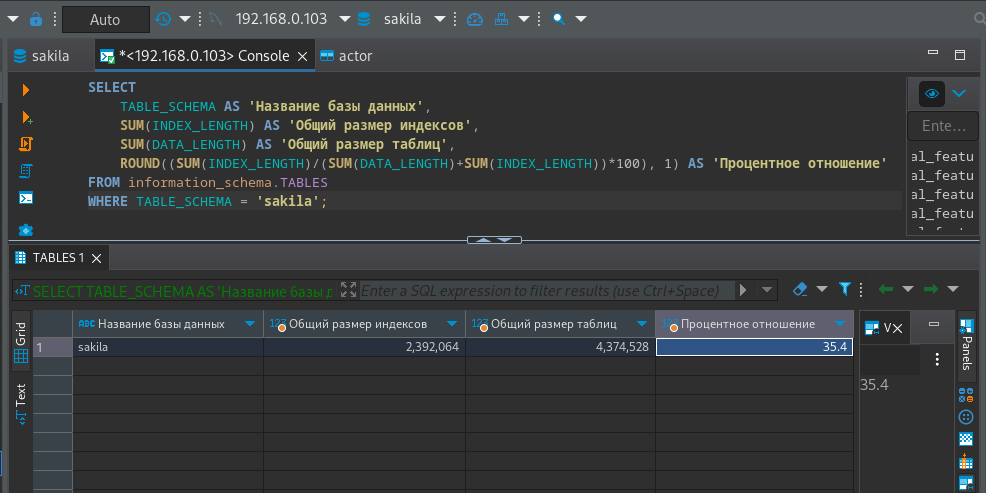 Auto
192.168.0.103
sakila
sakila
*<192.168.0.103> Console
actor
SELECT
TABLE_SCHEMA AS 'Название базы данных',
SUM(INDEX_LENGTH) AS 'Общий размер индексов',
SUM(DATA_LENGTH) AS 'Общий размер таблиц',
ROUND((SUM(INDEX_LENGTH)/(SUM(DATA_LENGTH)+SUM(INDEX_LENGTH))*100), 1) AS 'Процентное отношение'
FROM information_schema.TABLES
WHERE TABLE_SCHEMA = 'sakila';
Ente...
al_featu
al_featu
al_featu
al_featu
TABLES 1
SELECT TABLE_SCHEMA AS 'Название базы д
Enter a SQL expression to filter results (use Ctrl+Space)
Grid
Text
ABC Название базы данных
123 Общий размер индексов
123 Общий размер таблиц
123 Процентное отношение
1 sakila 2,392,064 4,374,528 35.4
V
35.4
Panels